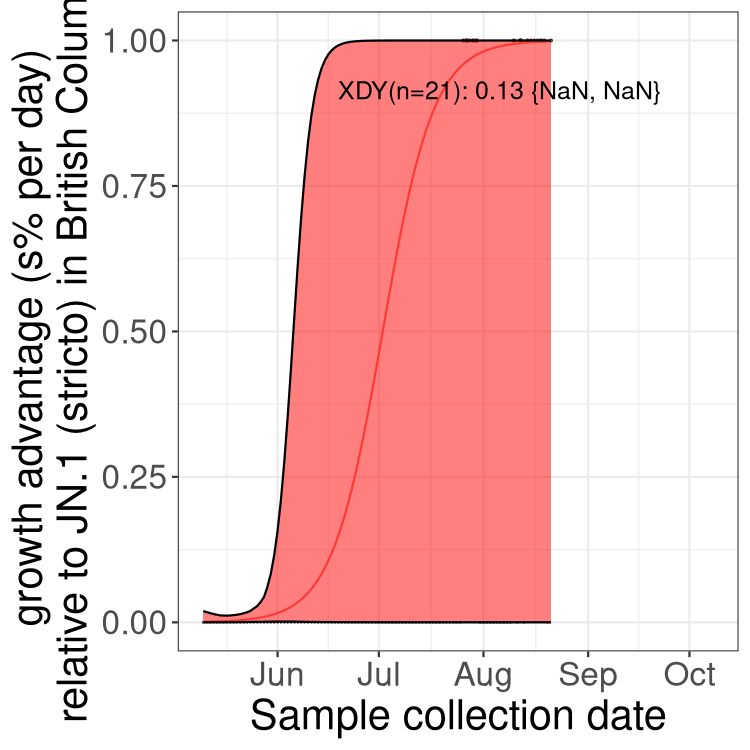 growth advantage (s% per day)
relative to JN.1 (stricto) in British Colum
1.00
0.75
0.50
0.25
0.00
XDY(n=21): 0.13 {NaN, NaN}
Jun Jul Aug Sep Oct
Sample collection date